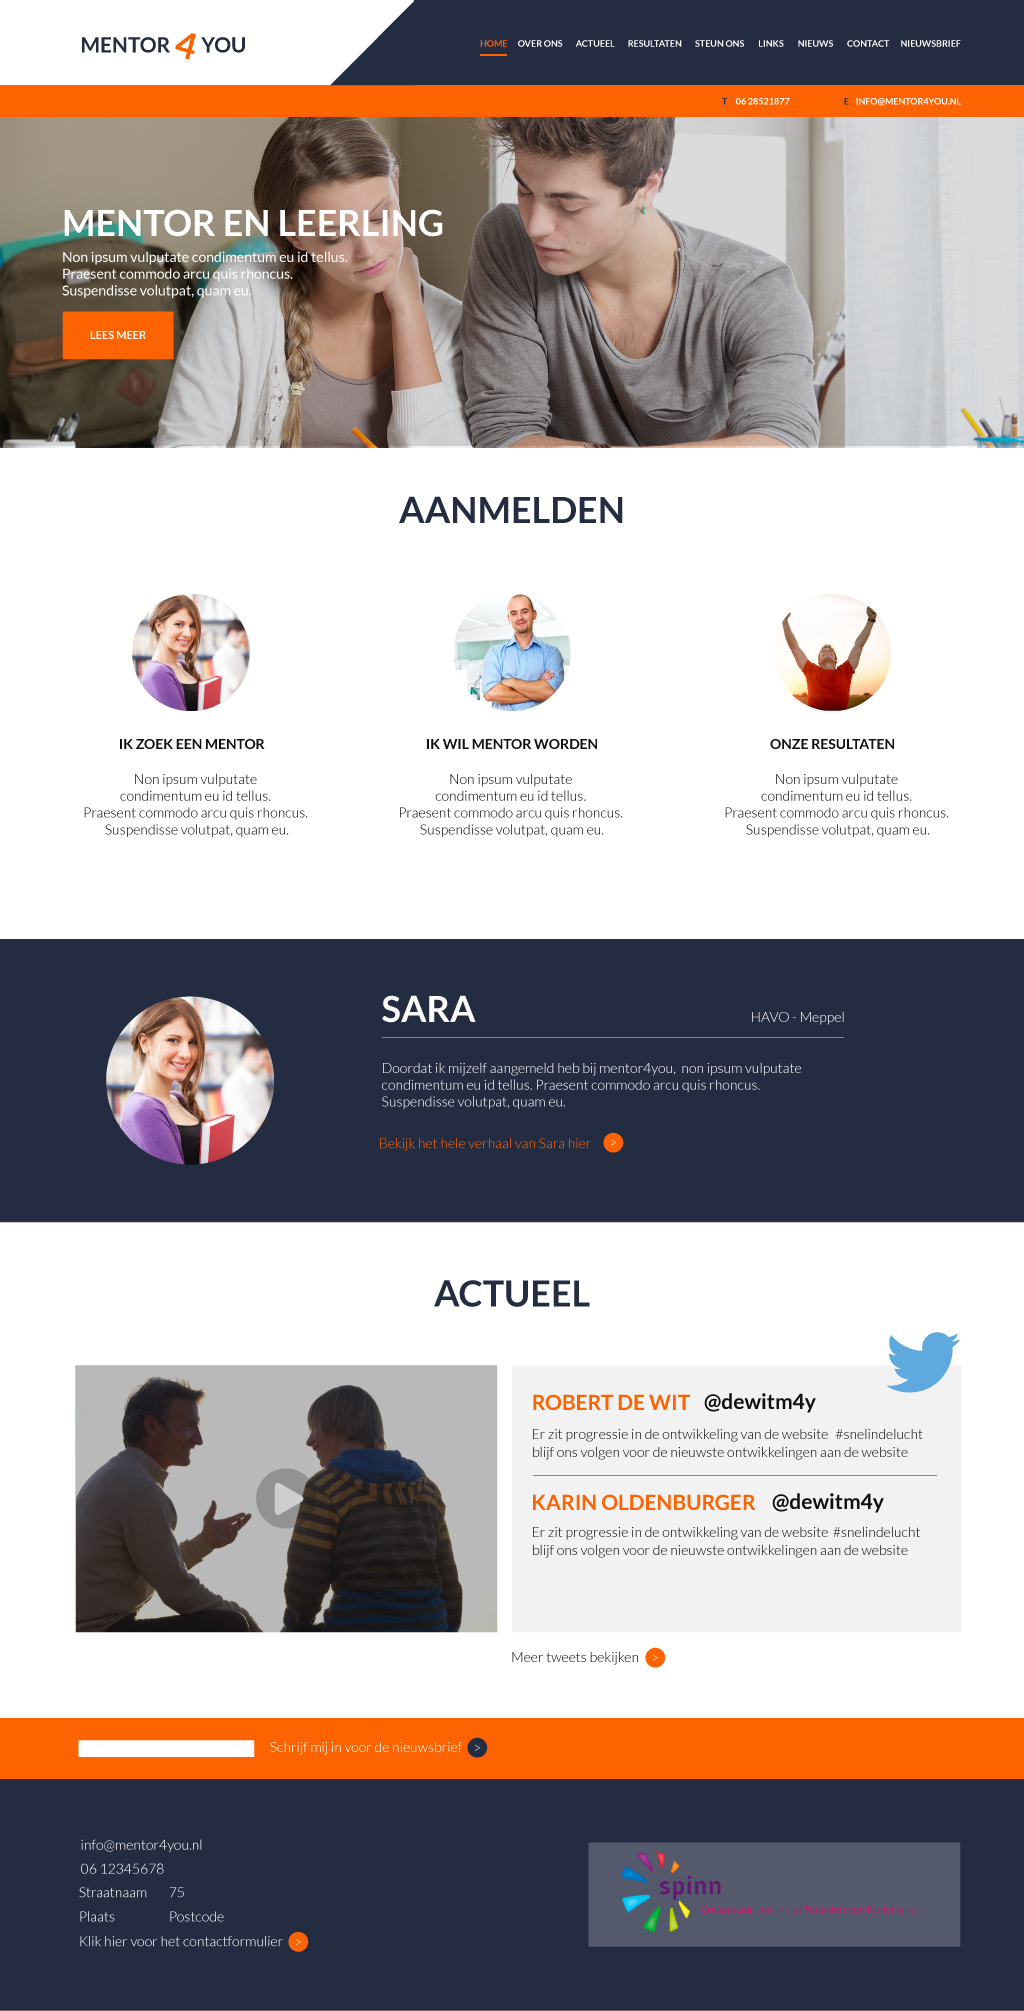 MENTOR 4 YOU
HOME OVER ONS ACTUEEL RESULTATEN STEUN ONS LINKS NIEUWS CONTACT NIEUWSBRIEF
T 06 28521877 E INFO@MENTOR4YOU.NL
MENTOR EN LEERLING
Non ipsum vulputate condimentum eu id tellus.
Praesent commodo arcu quis rhoncus.
Suspendisse volutpat, quam eu.
LEES MEER
AANMELDEN
IK ZOEK EEN MENTOR
Non ipsum vulputate
condimentum eu id tellus.
Praesent commodo arcu quis rhoncus.
Suspendisse volutpat, quam eu.
IK WIL MENTOR WORDEN
Non ipsum vulputate
condimentum eu id tellus.
Praesent commodo arcu quis rhoncus.
Suspendisse volutpat, quam eu.
ONZE RESULTATEN
Non ipsum vulputate
condimentum eu id tellus.
Praesent commodo arcu quis rhoncus.
Suspendisse volutpat, quam eu.
SARA
HAVO - Meppel
Doordat ik mijzelf aangemeld heb bij mentor4you, non ipsum vulputate
condimentum eu id tellus. Praesent commodo arcu quis rhoncus.
Suspendisse volutpat, quam eu.
Bekijk het hele verhaal van Sara hier >
ACTUEEL
ROBERT DE WIT @dewitm4y
Er zit progressie in de ontwikkeling van de website #snelindelucht
blijf ons volgen voor de nieuwste ontwikkelingen aan de website
KARIN OLDENBURGER @dewitm4y
Er zit progressie in de ontwikkeling van de website #snelindelucht
blijf ons volgen voor de nieuwste ontwikkelingen aan de website
Meer tweets bekijken >
Schrijf mij in voor de nieuwsbrief >
info@mentor4you.nl
06 12345678
Straatnaam 75
Plaats Postcode
Klik hier voor het contactformulier >
spinn